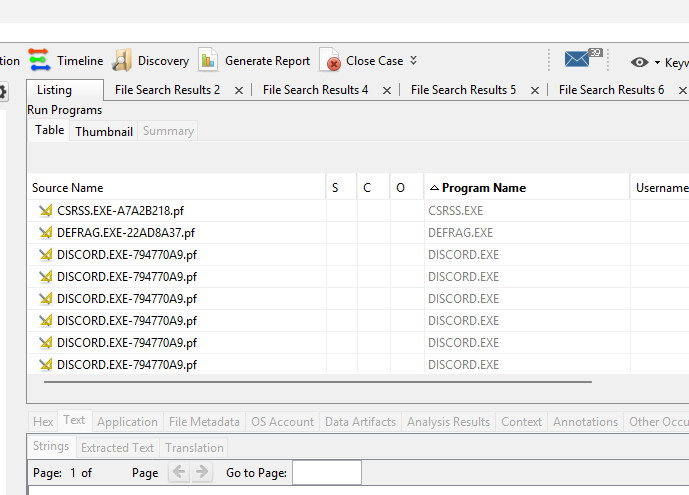 tion Timeline Discovery Generate Report Close Case 39
Listing File Search Results 2 × File Search Results 4 × File Search Results 5 × File Search Results 6 ×
Run Programs
Table Thumbnail Summary
Source Name S C O Program Name Username
CSRSS.EXE-A7A2B218.pf CSRSS.EXE
DEFRAG.EXE-22AD8A37.pf DEFRAG.EXE
DISCORD.EXE-794770A9.pf DISCORD.EXE
DISCORD.EXE-794770A9.pf DISCORD.EXE
DISCORD.EXE-794770A9.pf DISCORD.EXE
DISCORD.EXE-794770A9.pf DISCORD.EXE
DISCORD.EXE-794770A9.pf DISCORD.EXE
DISCORD.EXE-794770A9.pf DISCORD.EXE
Hex Text Application File Metadata OS Account Data Artifacts Analysis Results Context Annotations Other Occu
Strings Extracted Text Translation
Page: 1 of Page Go to Page: